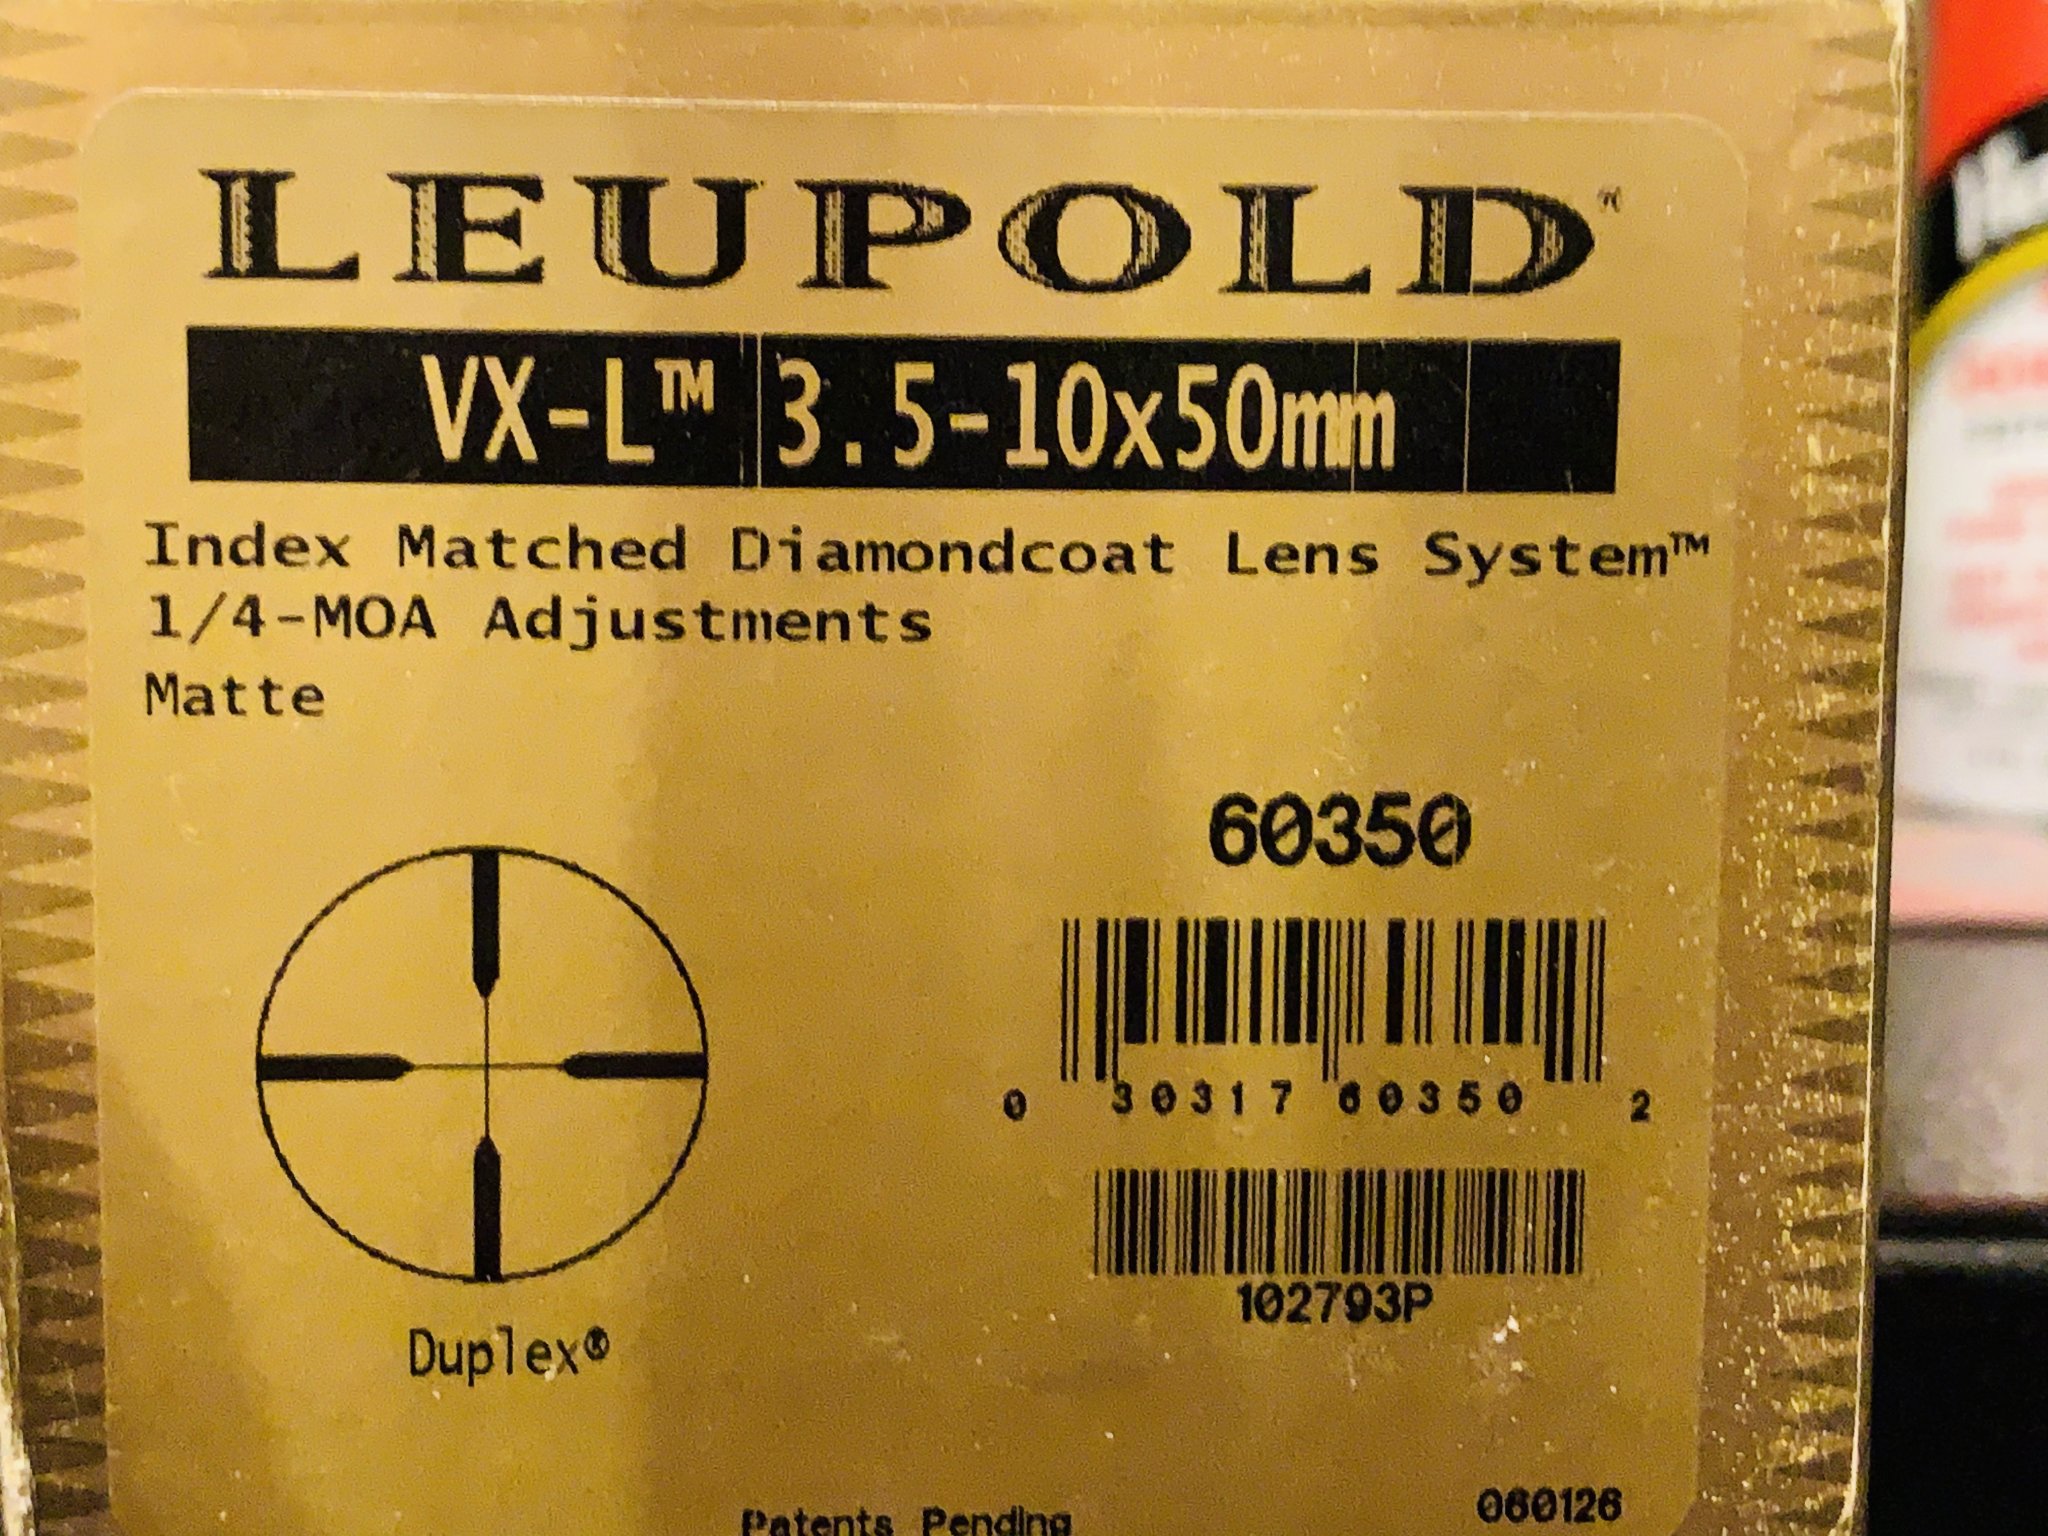 LEUPOLD™
VX-L™ 3.5-10x50mm
Index Matched Diamondcoat Lens System™
1/4-MOA Adjustments
Matte
60350
0 30317 60350 2
102793P
Duplex®
Patents Pending
060126